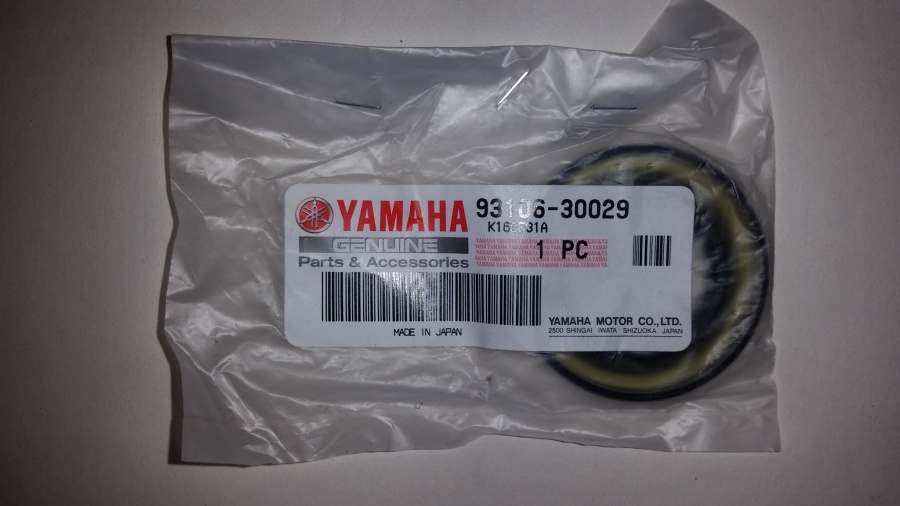 YAMAHA 93106-30029
GENUINE
Parts & Accessories
1 PC
MADE IN JAPAN
YAMAHA MOTOR CO.,LTD.
2500 SHINGAI IWATA SHIZUOKA JAPAN